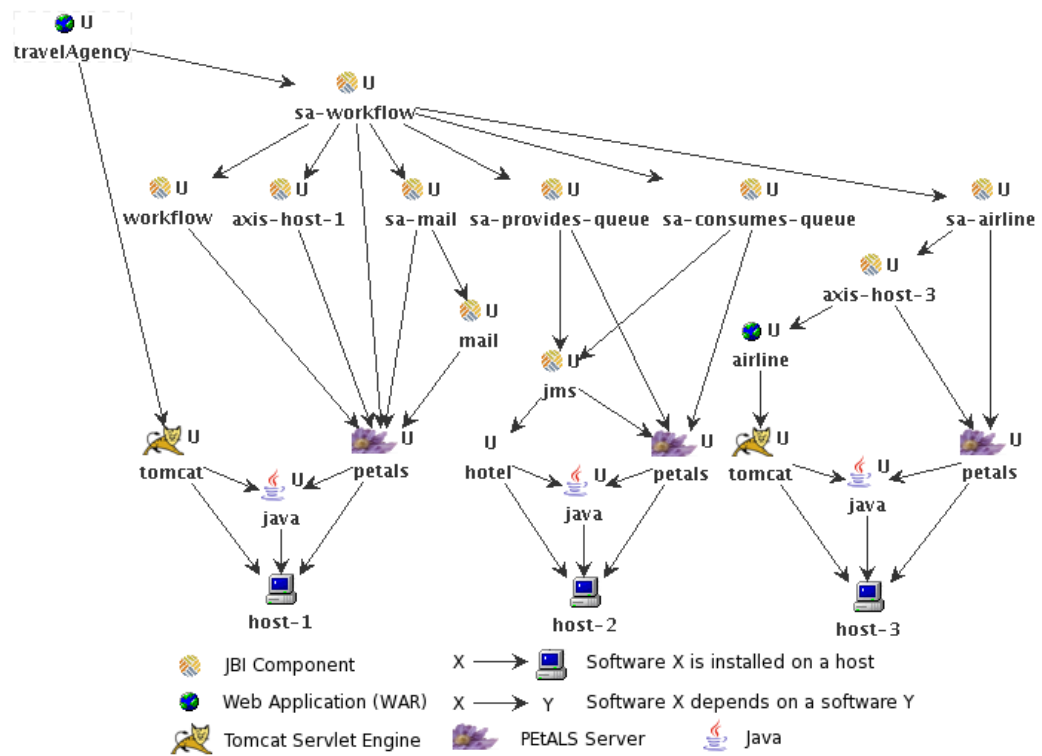 U
travelAgency
U
sa-workflow
U U U U U U
workflow axis-host-1 sa-mail sa-provides-queue sa-consumes-queue sa-airline
U
axis-host-3
U
mail
U
airline
U
jms
U U U U U U
tomcat petals hotel petals tomcat petals
U U U
java java java
host-1 host-2 host-3
JBI Component X Software X is installed on a host
Web Application (WAR) X Y Software X depends on a software Y
Tomcat Servlet Engine PEtALS Server Java